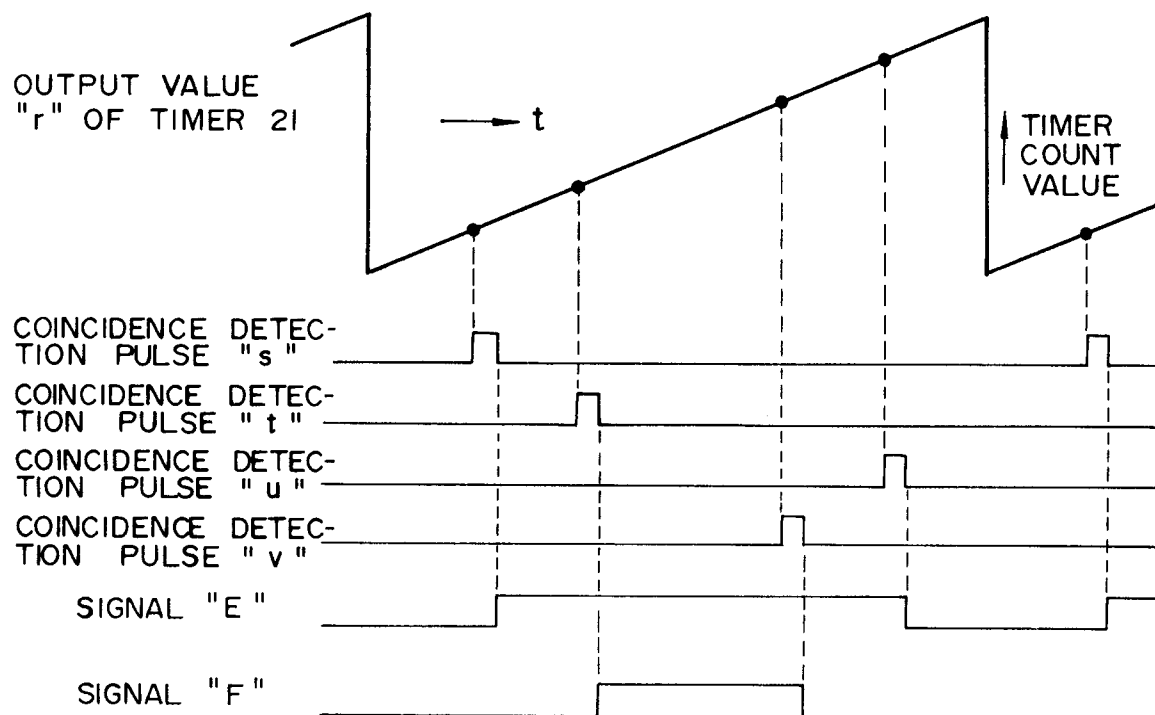 OUTPUT VALUE
"r" OF TIMER 21
t
TIMER
COUNT
VALUE
COINCIDENCE DETEC-
TION PULSE "s"
COINCIDENCE DETEC-
TION PULSE "t"
COINCIDENCE DETEC-
TION PULSE "u"
COINCIDENCE DETEC-
TION PULSE "v"
SIGNAL "E"
SIGNAL "F"